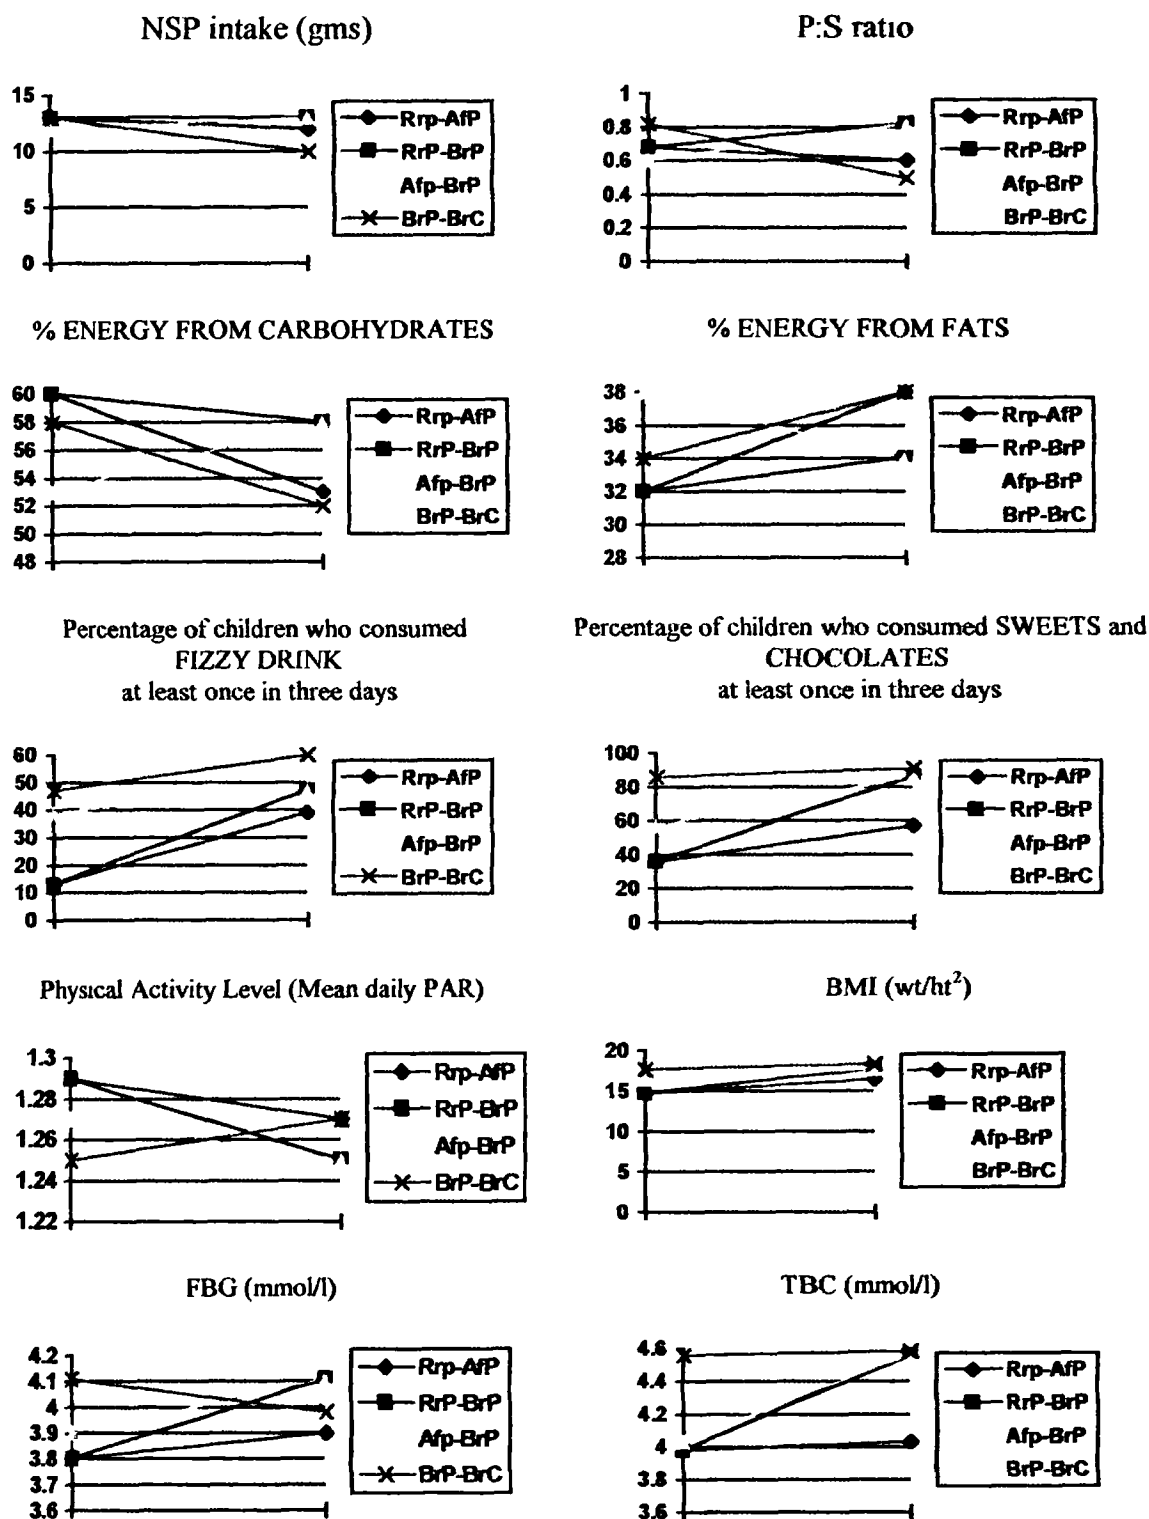 NSP intake (gms)
15
10
5
0
Rrp-AfP
RrP-BrP
Afp-BrP
BrP-BrC
P:S ratio
1
0.8
0.6
0.4
0.2
0
Rrp-AfP
RrP-BrP
Afp-BrP
BrP-BrC
% ENERGY FROM CARBOHYDRATES
60
58
56
54
52
50
48
Rrp-AfP
RrP-BrP
Afp-BrP
BrP-BrC
% ENERGY FROM FATS
38
36
34
32
30
28
Rrp-AfP
RrP-BrP
Afp-BrP
BrP-BrC
Percentage of children who consumed
FIZZY DRINK
at least once in three days
60
50
40
30
20
10
0
Rrp-AfP
RrP-BrP
Afp-BrP
BrP-BrC
Percentage of children who consumed SWEETS and
CHOCOLATES
at least once in three days
100
80
60
40
20
0
Rrp-AfP
RrP-BrP
Afp-BrP
BrP-BrC
Physical Activity Level (Mean daily PAR)
1.3
1.28
1.26
1.24
1.22
Rrp-AfP
RrP-BrP
Afp-BrP
BrP-BrC
BMI (wt/ht²)
20
15
10
5
0
Rrp-AfP
RrP-BrP
Afp-BrP
BrP-BrC
FBG (mmol/l)
4.2
4.1
4
3.9
3.8
3.7
3.6
Rrp-AfP
RrP-BrP
Afp-BrP
BrP-BrC
TBC (mmol/l)
4.6
4.4
4.2
4
3.8
3.6
Rrp-AfP
RrP-BrP
Afp-BrP
BrP-BrC